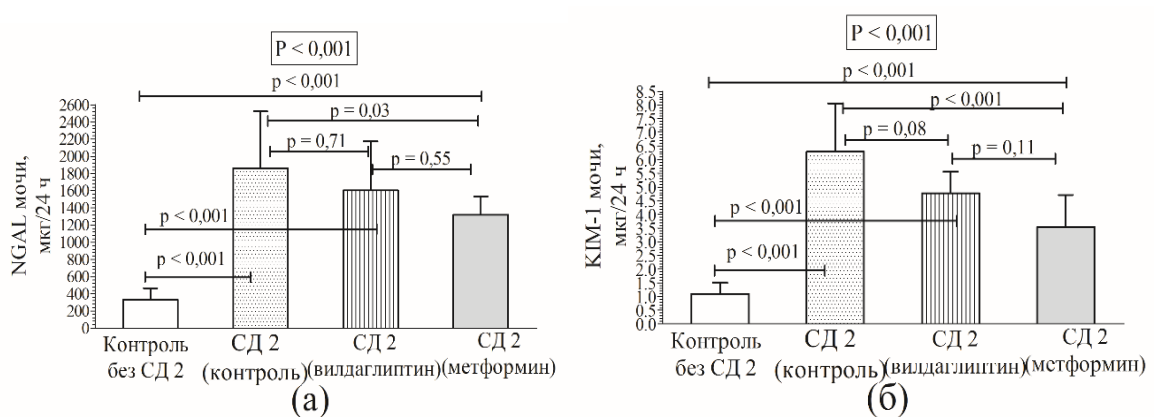 P < 0,001
p < 0,001
p = 0,03
p = 0,71
p = 0,55
p < 0,001
p < 0,001
NGAL мочи,
мкг/24 ч
2600
2400
2200
2000
1800
1600
1400
1200
1000
800
600
400
200
0
Контроль
без СД 2
СД 2
(контроль)
СД 2
(вилдаглиптин)
СД 2
(метформин)
(а)
P < 0,001
p < 0,001
p < 0,001
p = 0,08
p = 0,11
p < 0,001
p < 0,001
KIM-1 мочи,
мкг/24 ч
8.5
8.0
7.5
7.0
6.5
6.0
5.5
5.0
4.5
4.0
3.5
3.0
2.5
2.0
1.5
1.0
0.5
0.0
Контроль
без СД 2
СД 2
(контроль)
СД 2
(вилдаглиптин)
СД 2
(метформин)
(б)